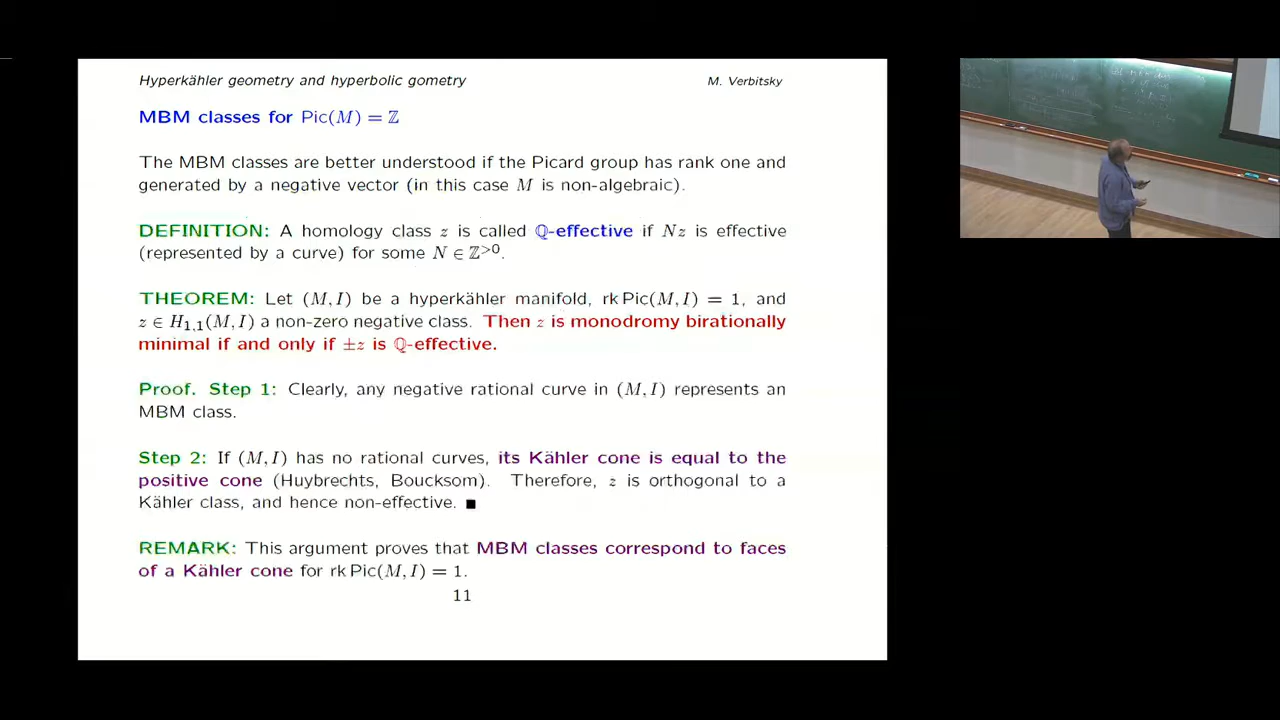 Hyperkähler geometry and hyperbolic gometry M. Verbitsky
MBM classes for Pic(M) = ℤ
The MBM classes are better understood if the Picard group has rank one and
generated by a negative vector (in this case M is non-algebraic).
DEFINITION: A homology class z is called ℚ-effective if Nz is effective
(represented by a curve) for some N ∈ ℤ^{>0}.
THEOREM: Let (M, I) be a hyperkähler manifold, rk Pic(M, I) = 1, and
z ∈ H_{1,1}(M, I) a non-zero negative class. Then z is monodromy birationally
minimal if and only if ±z is ℚ-effective.
Proof. Step 1: Clearly, any negative rational curve in (M, I) represents an
MBM class.
Step 2: If (M, I) has no rational curves, its Kähler cone is equal to the
positive cone (Huybrechts, Boucksom). Therefore, z is orthogonal to a
Kähler class, and hence non-effective. ■
REMARK: This argument proves that MBM classes correspond to faces
of a Kähler cone for rk Pic(M, I) = 1.
11